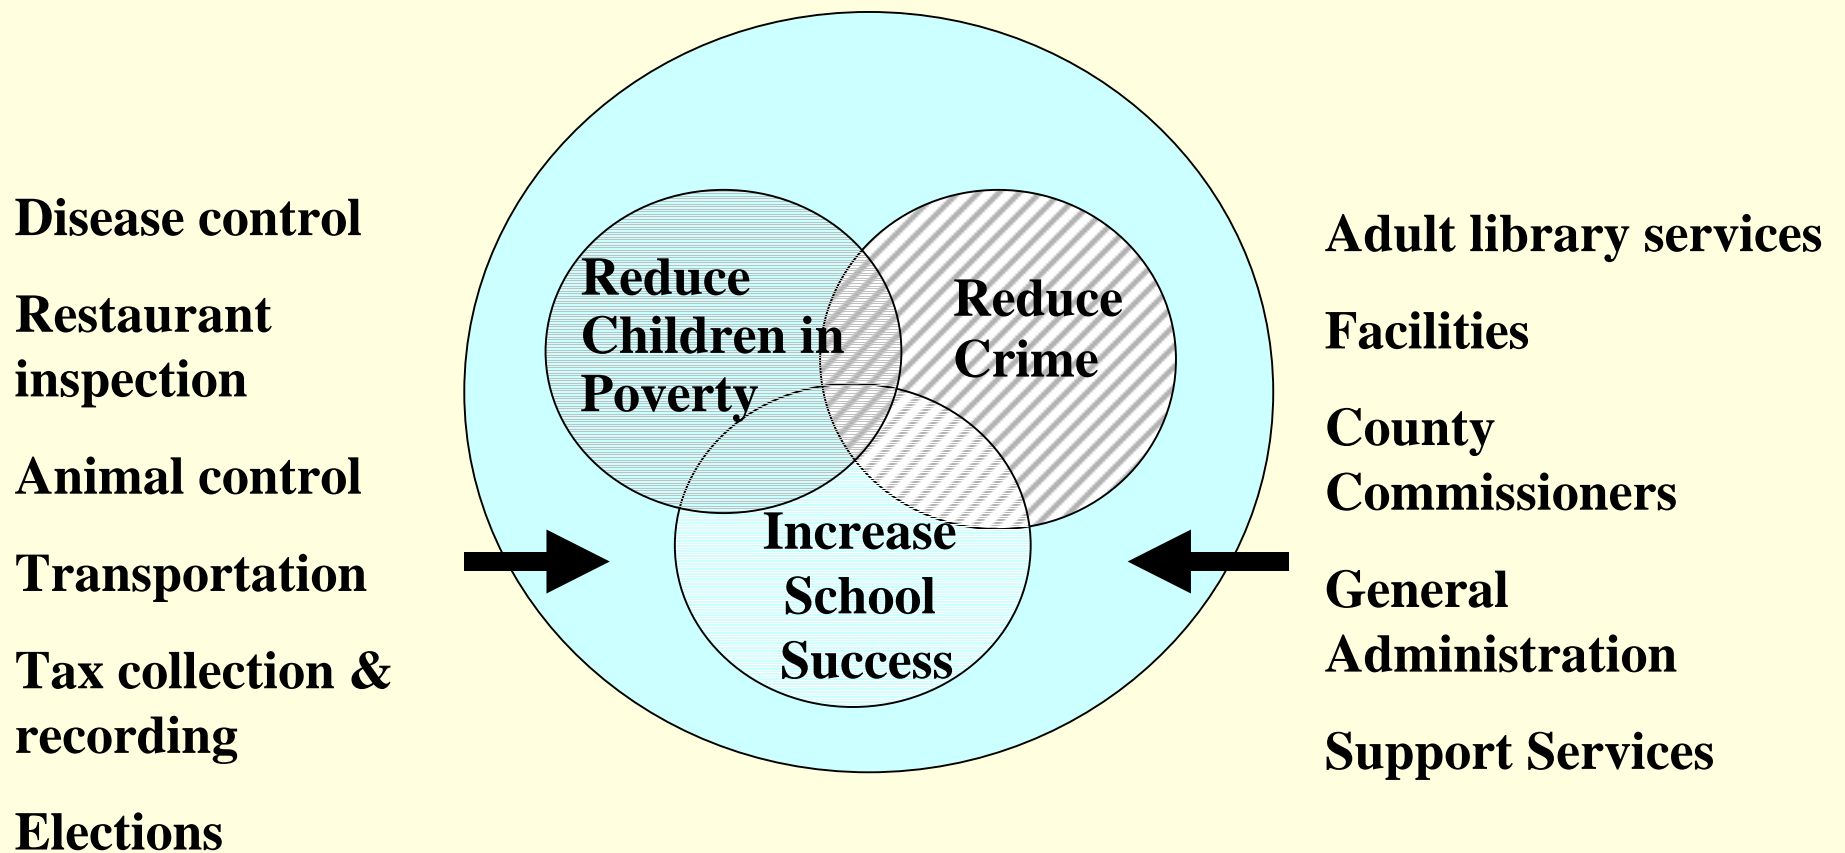 Disease control
Restaurant
inspection
Animal control
Transportation
Tax collection &
recording
Elections
Reduce
Children in
Poverty
Reduce
Crime
Increase
School
Success
Adult library services
Facilities
County
Commissioners
General
Administration
Support Services